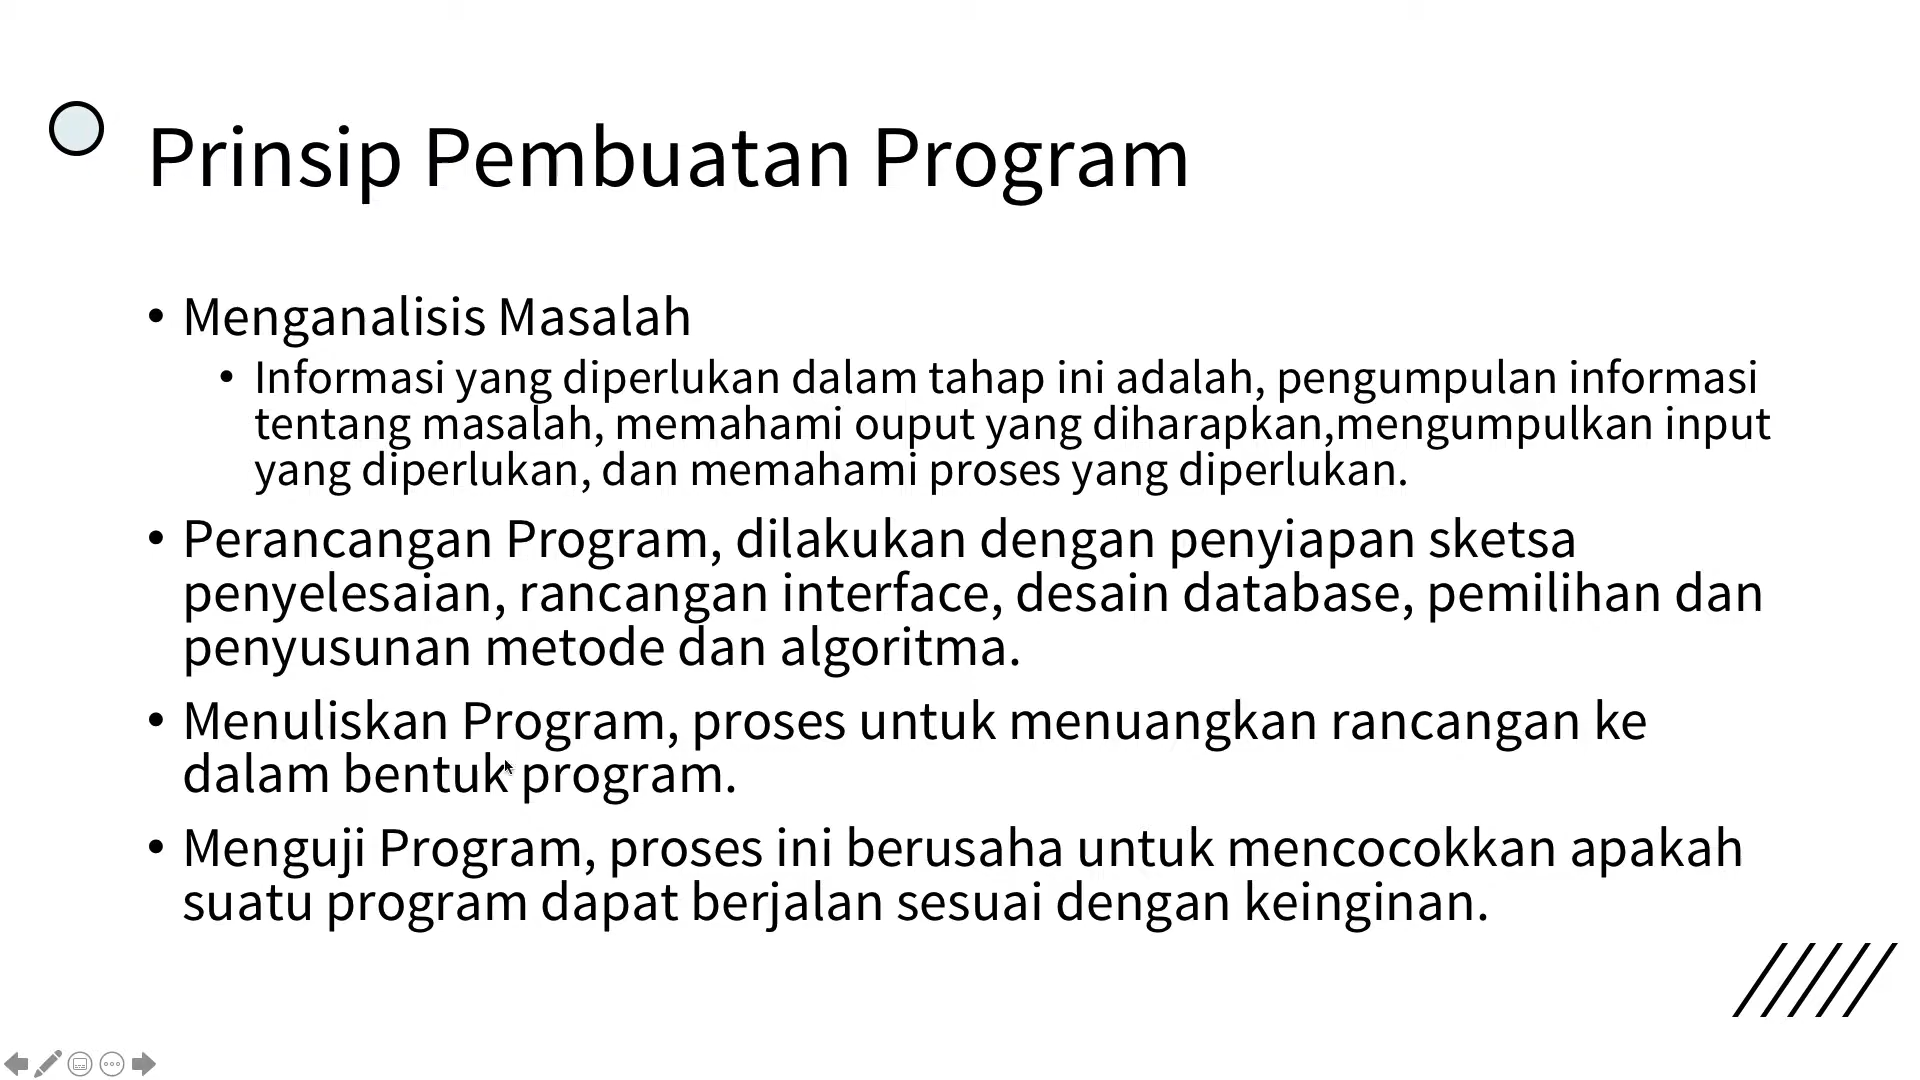 Prinsip Pembuatan Program
• Menganalisis Masalah
• Informasi yang diperlukan dalam tahap ini adalah, pengumpulan informasi
tentang masalah, memahami ouput yang diharapkan,mengumpulkan input
yang diperlukan, dan memahami proses yang diperlukan.
• Perancangan Program, dilakukan dengan penyiapan sketsa
penyelesaian, rancangan interface, desain database, pemilihan dan
penyusunan metode dan algoritma.
• Menuliskan Program, proses untuk menuangkan rancangan ke
dalam bentuk program.
• Menguji Program, proses ini berusaha untuk mencocokkan apakah
suatu program dapat berjalan sesuai dengan keinginan.